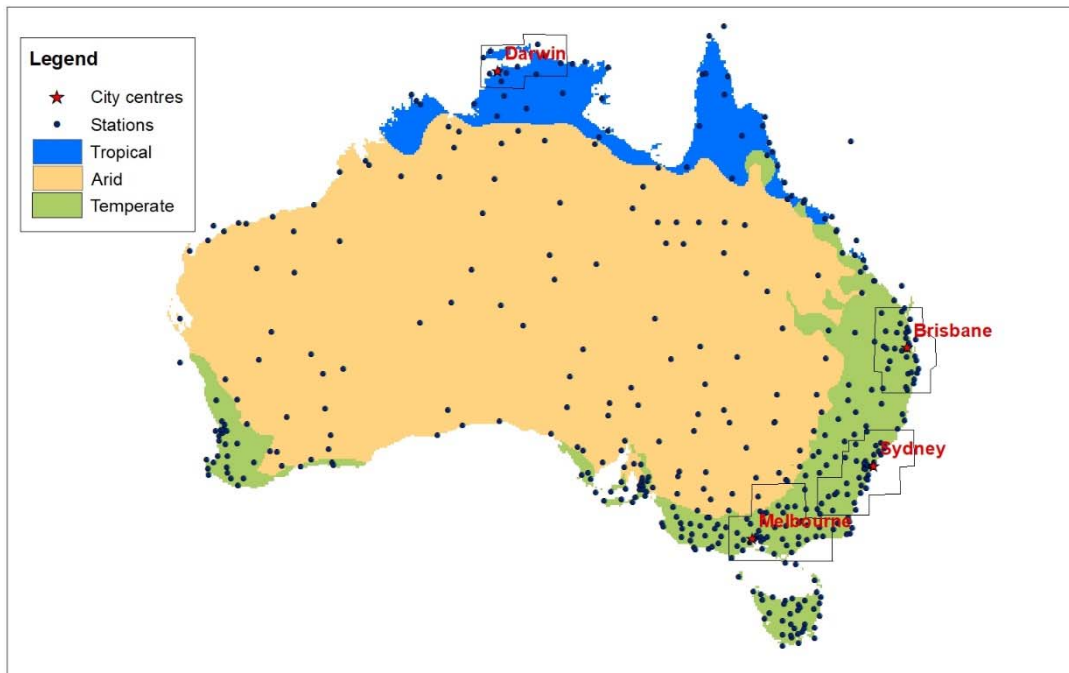 Legend
City centres
Stations
Tropical
Arid
Temperate
Darwin
Brisbane
Sydney
Melbourne